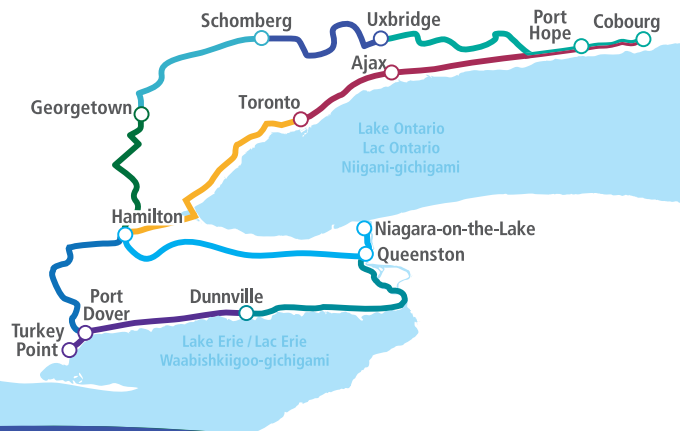 Schomberg
Uxbridge
Port
Hope
Cobourg
Ajax
Georgetown
Toronto
Lake Ontario
Lac Ontario
Niigani-gichigami
Hamilton
Niagara-on-the-Lake
Queenston
Port
Dover
Dunnville
Turkey
Point
Lake Erie / Lac Erie
Waabishkiigoo-gichigami